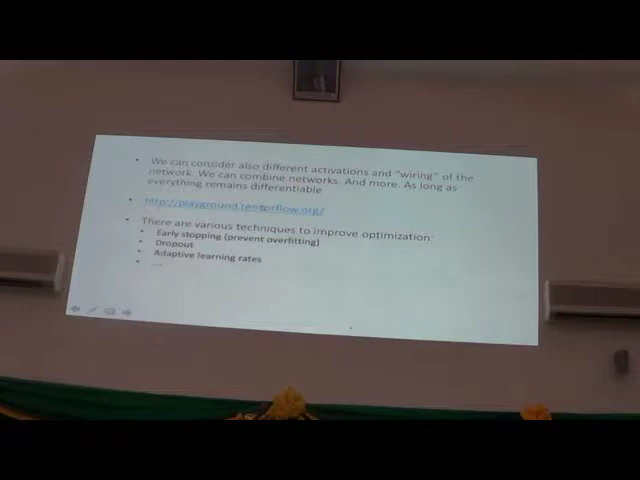 • We can consider also different activations and "wiring" of the
network. We can combine networks. And more. As long as
everything remains differentiable
• http://playground.tensorflow.org/
• There are various techniques to improve optimization:
• Early stopping (prevent overfitting)
• Dropout
• Adaptive learning rates
• ...